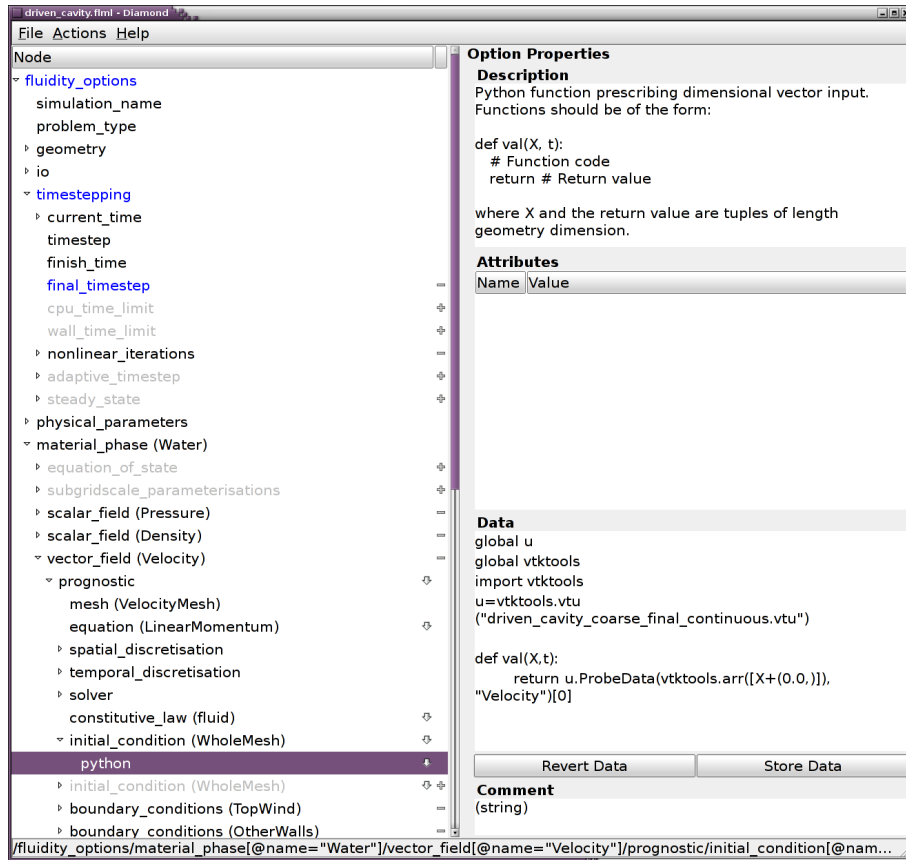 driven_cavity.flml - Diamond
File Actions Help
Node
fluidity_options
simulation_name
problem_type
geometry
io
timestepping
current_time
timestep
finish_time
final_timestep
cpu_time_limit
wall_time_limit
nonlinear_iterations
adaptive_timestep
steady_state
physical_parameters
material_phase (Water)
equation_of_state
subgridscale_parameterisations
scalar_field (Pressure)
scalar_field (Density)
vector_field (Velocity)
prognostic
mesh (VelocityMesh)
equation (LinearMomentum)
spatial_discretisation
temporal_discretisation
solver
constitutive_law (fluid)
initial_condition (WholeMesh)
python
initial_condition (WholeMesh)
boundary_conditions (TopWind)
boundary_conditions (OtherWalls)
Option Properties
Description
Python function prescribing dimensional vector input.
Functions should be of the form:
def val(X, t):
# Function code
return # Return value
where X and the return value are tuples of length
geometry dimension.
Attributes
Name Value
Data
global u
global vtktools
import vtktools
u=vtktools.vtu
("driven_cavity_coarse_final_continuous.vtu")
def val(X,t):
return u.ProbeData(vtktools.arr([X+(0.0,)]),
"Velocity")[0]
Revert Data Store Data
Comment
(string)
/fluidity_options/material_phase[@name="Water"]/vector_field[@name="Velocity"]/prognostic/initial_condition[@nam...